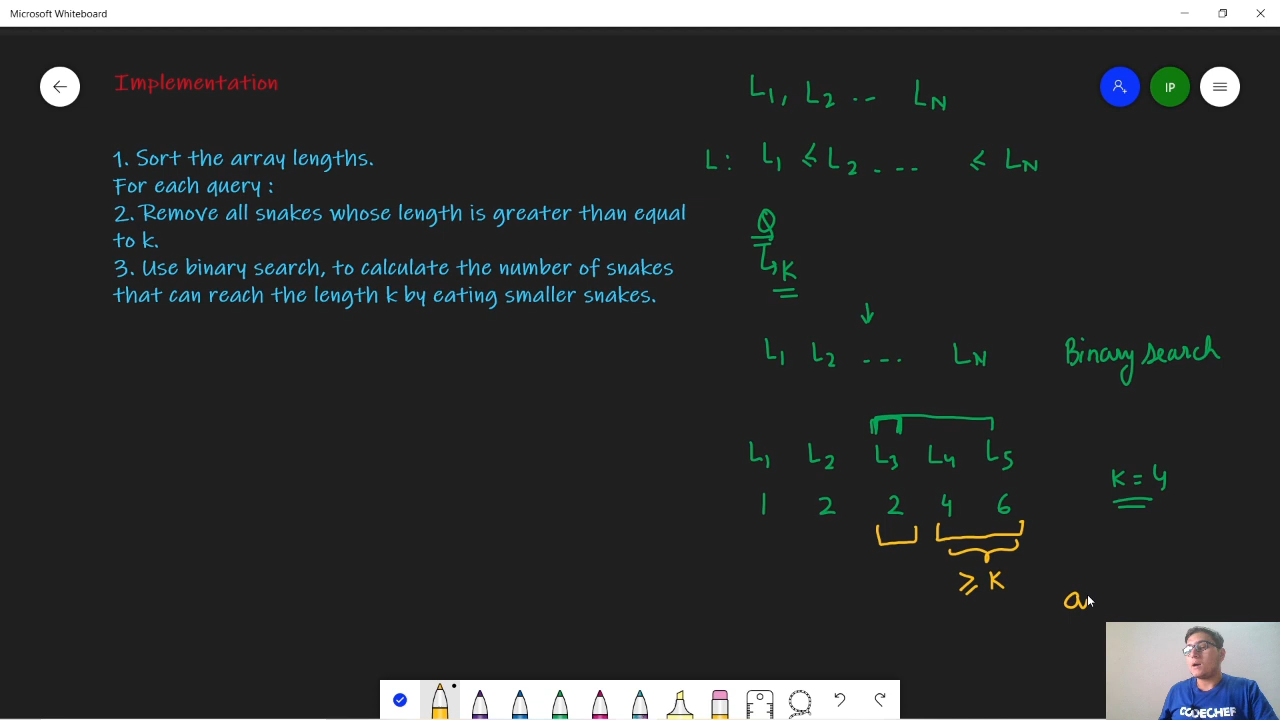 Microsoft Whiteboard
IP
Implementation
1. Sort the array lengths.
For each query :
2. Remove all snakes whose length is greater than equal
to k.
3. Use binary search, to calculate the number of snakes
that can reach the length k by eating smaller snakes.
L1, L2 .. -- LN
L: L1 ≤ L2 . -- -- ≤ LN
Q
↳ K
↓
L1 L2 --.. LN Binary search
L1 L2 L3 L4 L5
1 2 2 4 6 K = 4
≥ K
a
CODECHEF